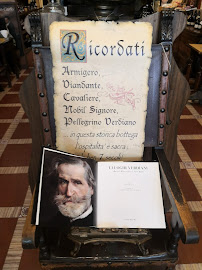 Ricordati
Armigero,
Viandante,
Cavaliere,
Nobil Signore,
Pellegrino Verdiano
... in questa storica bottega
l'ospitalità è sacra